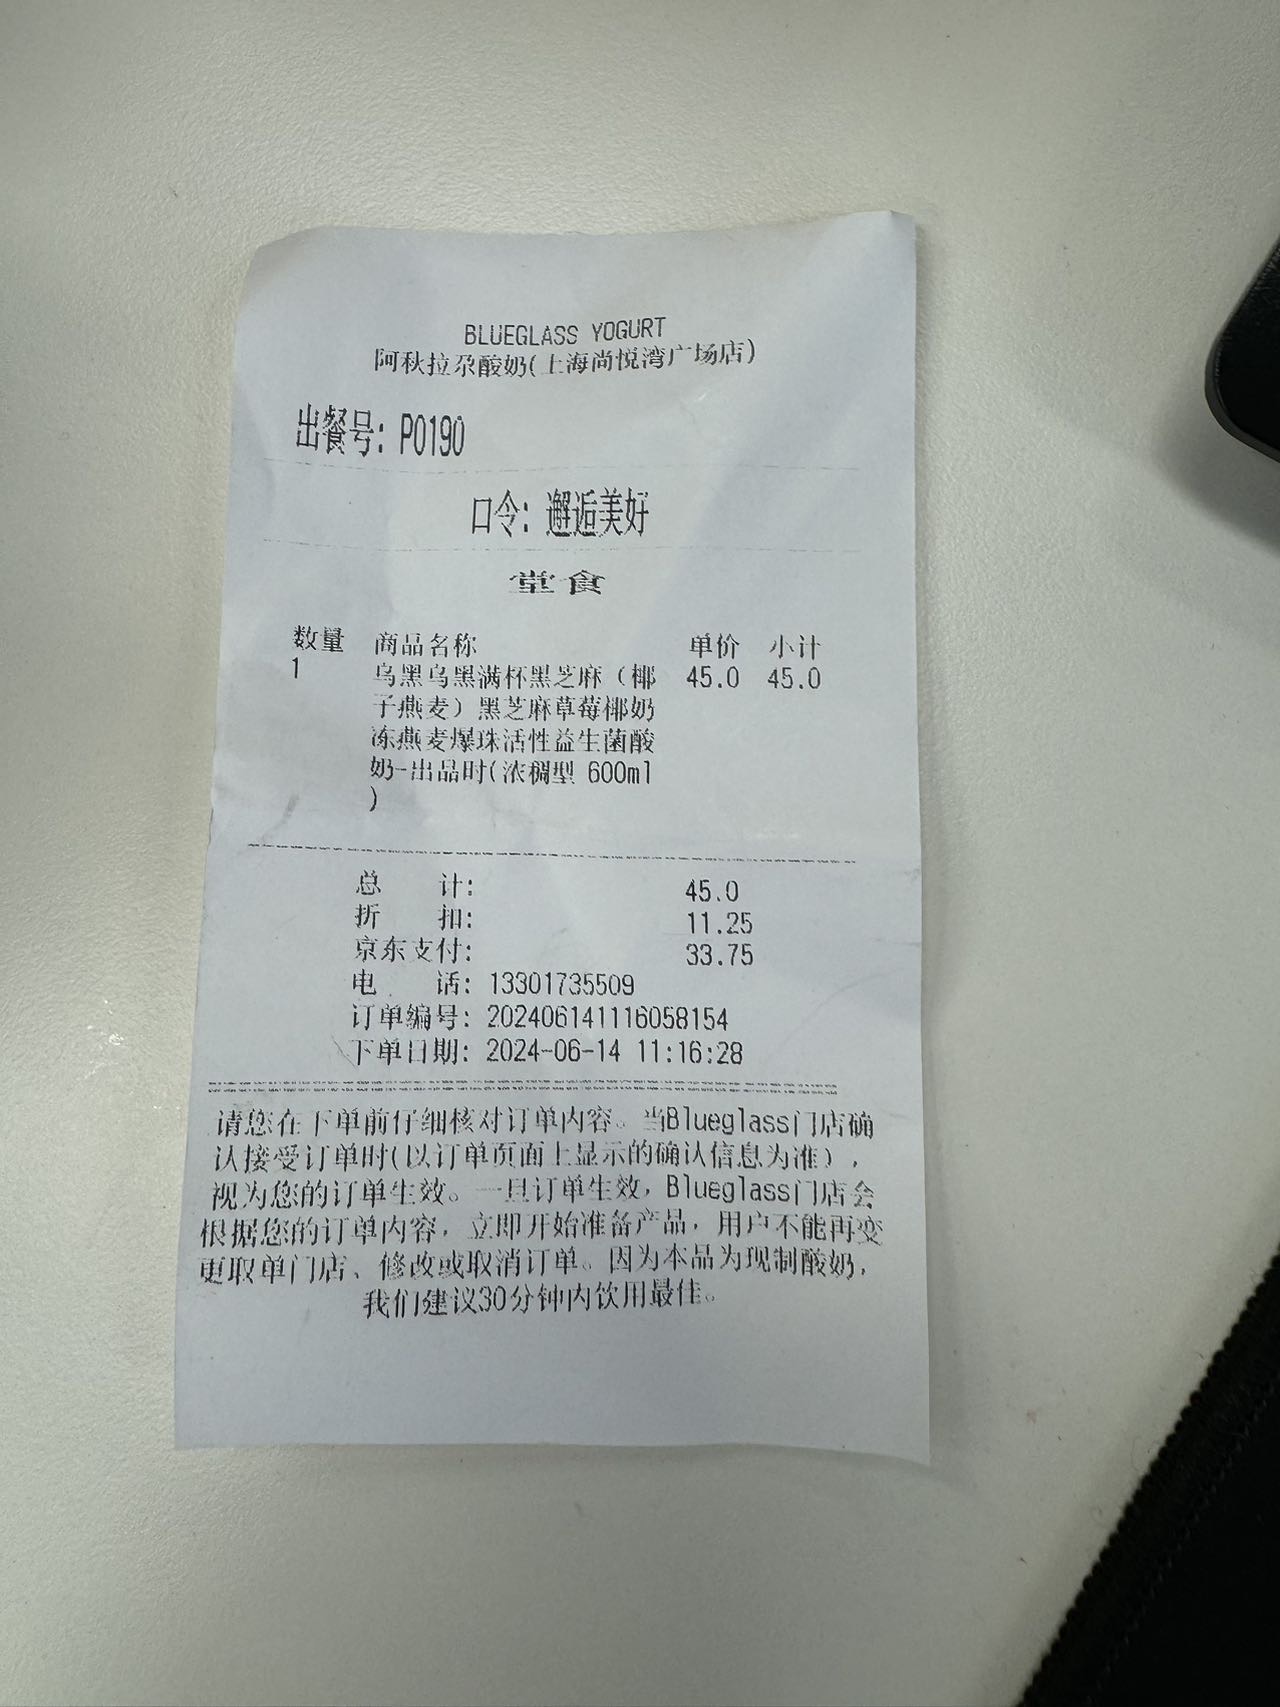 BLUEGLASS YOGURT
阿秋拉尕酸奶(上海尚悦湾广场店)
出餐号: P0190
口令: 邂逅美好
堂食
数量 商品名称 单价 小计
1 乌黑乌黑满杯黑芝麻（椰 45.0 45.0
子燕麦）黑芝麻草莓椰奶
冻燕麦爆珠活性益生菌酸
奶-出品时(浓稠型 600ml
)
总 计: 45.0
折 扣: 11.25
京东支付: 33.75
电 话: 13301735509
订单编号: 202406141116058154
下单日期: 2024-06-14 11:16:28
请您在下单前仔细核对订单内容。当Blueglass门店确
认接受订单时(以订单页面上显示的确认信息为准),
视为您的订单生效。一旦订单生效, Blueglass门店会
根据您的订单内容, 立即开始准备产品, 用户不能再变
更取单门店、修改或取消订单。因为本品为现制酸奶,
我们建议30分钟内饮用最佳。